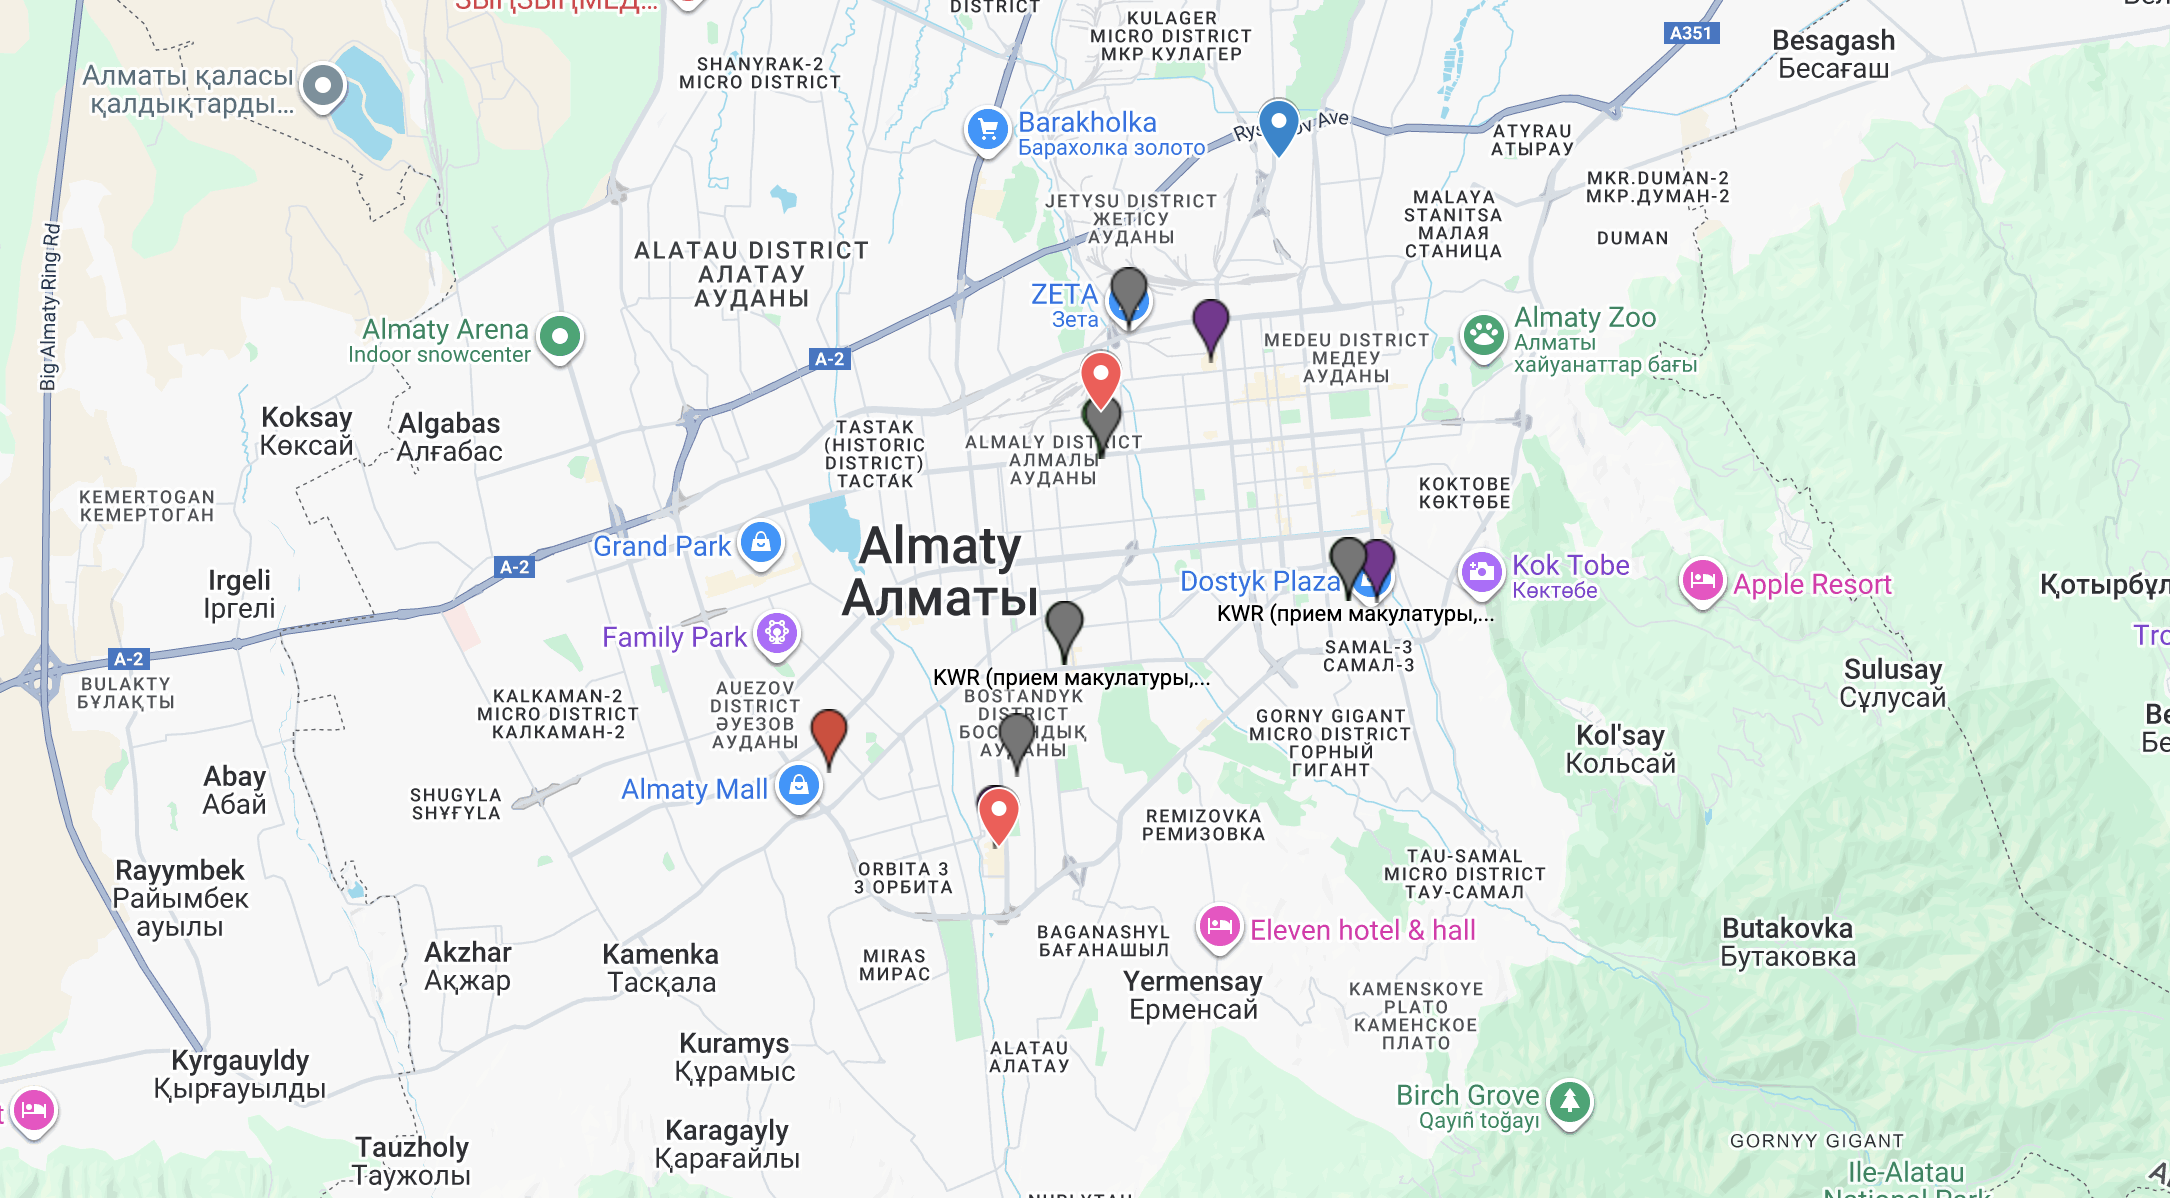 DISTRICT
KULAGER
MICRO DISTRICT
МКР КУЛАГЕР
A351
Besagash
Бесағаш
Алматы қаласы
қалдықтарды...
SHANYRAK-2
MICRO DISTRICT
Barakholka
Барахолка золото
ATYRAU
АТЫРАУ
MKR.DUMAN-2
МКР.ДУМАН-2
JETYSU DISTRICT
ЖЕТІСУ
АУДАНЫ
MALAYA
STANITSA
МАЛАЯ
СТАНИЦА
DUMAN
Big Almaty Ring Rd
ALATAU DISTRICT
АЛАТАУ
АУДАНЫ
ZETA
Зета
Almaty Arena
Indoor snowcenter
A-2
MEDEU DISTRICT
МЕДЕУ
АУДАНЫ
Almaty Zoo
Алматы
хайуанаттар бағы
Koksay
Көксай
Algabas
Алғабас
TASTAK
(HISTORIC
DISTRICT)
ТАСТАК
ALMALY DISTRICT
АЛМАЛЫ
АУДАНЫ
KEMERTOGAN
КЕМЕРТОГАН
KOKTOBE
КӨКТӨБЕ
Grand Park
Almaty
Алматы
A-2
Irgeli
Іргелі
Dostyk Plaza
KWR (прием макулатуры,...
Kok Tobe
Көктөбе
Apple Resort
Family Park
KWR (прием макулатуры,...
SAMAL-3
САМАЛ-3
A-2
BULAKTY
БҰЛАҚТЫ
Sulusay
Сұлусай
KALKAMAN-2
MICRO DISTRICT
КАЛКАМАН-2
AUEZOV
DISTRICT
ӘУЕЗОВ
АУДАНЫ
BOSTANDYK
DISTRICT
GORNY GIGANT
MICRO DISTRICT
ГОРНЫЙ
ГИГАНТ
Kol'say
Кольсай
Abay
Абай
SHUGYLA
ШҰҒЫЛА
Almaty Mall
REMIZOVKA
РЕМИЗОВКА
Rayymbek
Райымбек
ауылы
ORBITA 3
3 ОРБИТА
TAU-SAMAL
MICRO DISTRICT
ТАУ-САМАЛ
Akzhar
Ақжар
Kamenka
Тасқала
MIRAS
МИРАС
BAGANASHYL
БАҒАНАШЫЛ
Eleven hotel & hall
Butakovka
Бутаковка
Yermensay
Ерменсай
KAMENSKOYE
PLATO
КАМЕНСКОЕ
ПЛАТО
Kyrgauyldy
Қырғауылды
Kuramys
Құрамыс
ALATAU
АЛАТАУ
Birch Grove
Qayıñ toğayı
Tauzholy
Таужолы
Karagayly
Қарағайлы
GORNYY GIGANT
Ile-Alatau